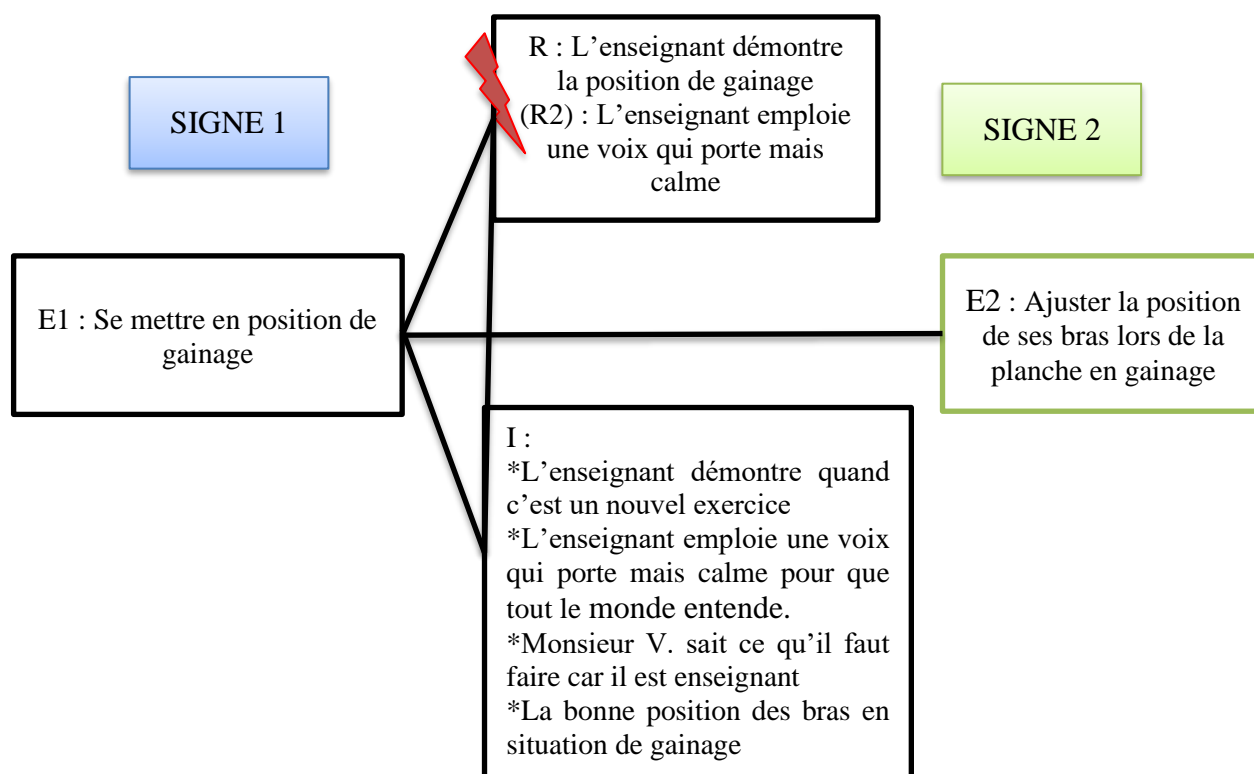 R : L’enseignant démontre
la position de gainage
(R2) : L’enseignant emploie
une voix qui porte mais
calme
SIGNE 1
SIGNE 2
E1 : Se mettre en position de
gainage
E2 : Ajuster la position
de ses bras lors de la
planche en gainage
I :
*L’enseignant démontre quand
c’est un nouvel exercice
*L’enseignant emploie une voix
qui porte mais calme pour que
tout le monde entende.
*Monsieur V. sait ce qu’il faut
faire car il est enseignant
*La bonne position des bras en
situation de gainage